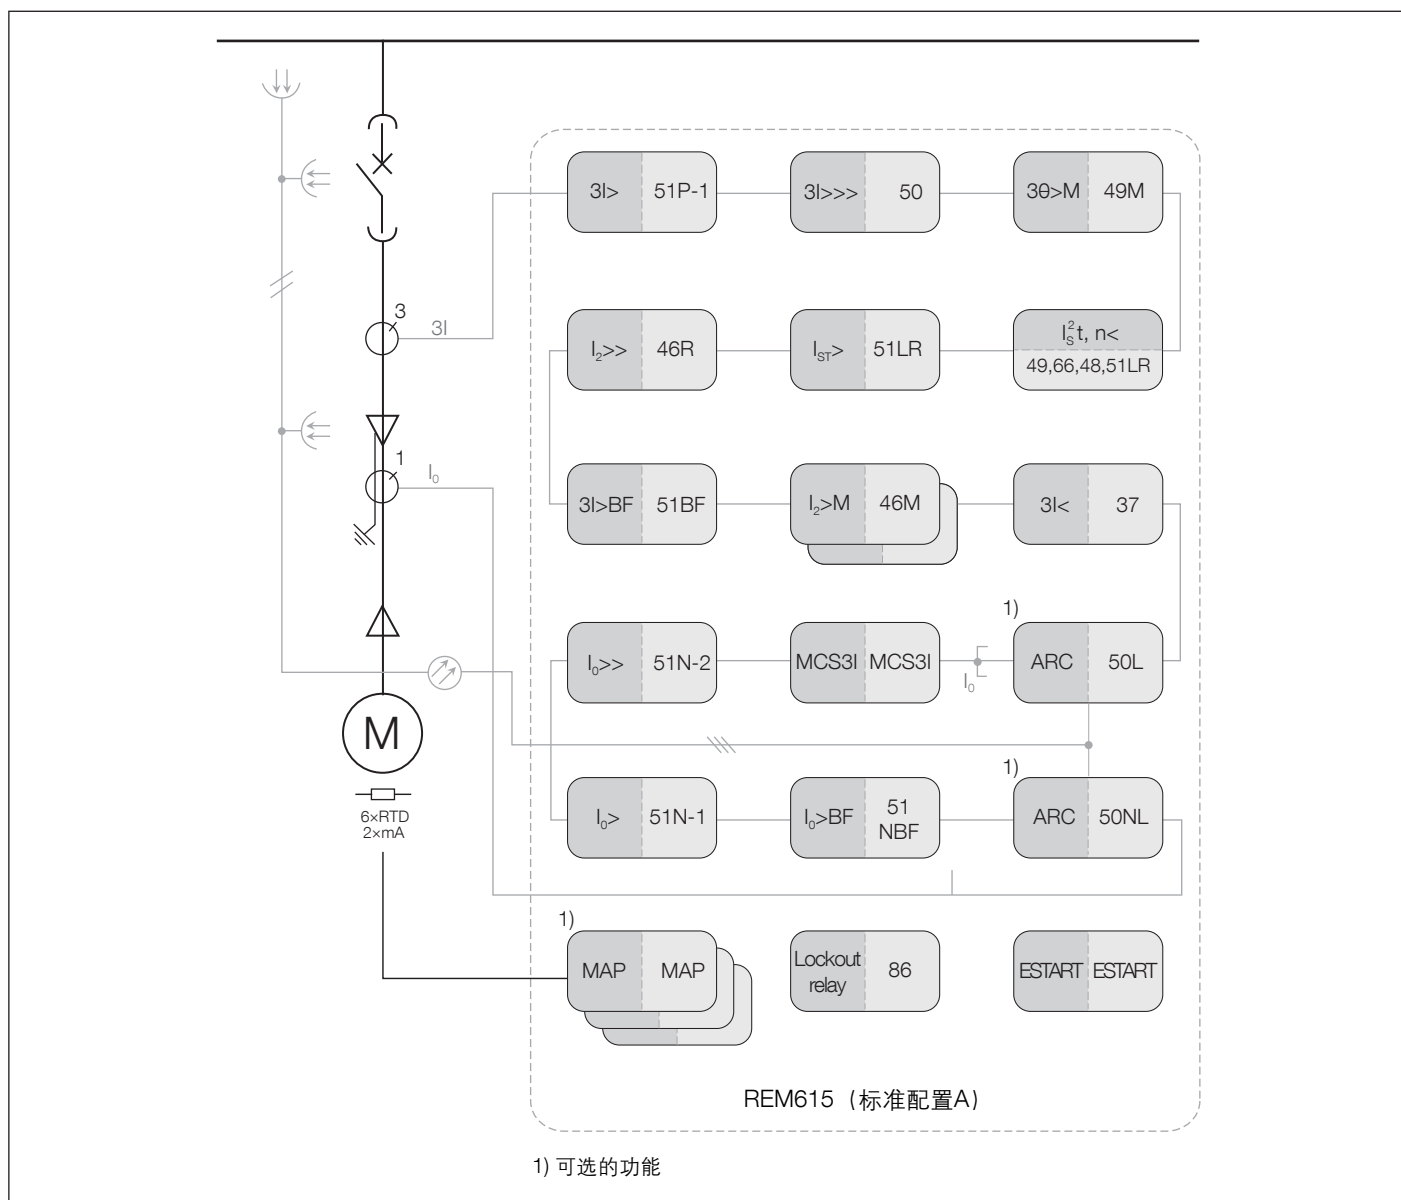 3I> 51P-1
3I>>> 50
3θ>M 49M
3
3I
I₂>> 46R
I_ST> 51LR
I_S²t, n<
49,66,48,51LR
1
I₀
3I>BF 51BF
I₂>M 46M
3I< 37
1)
I₀>> 51N-2
MCS3I MCS3I
I₀
ARC 50L
M
6×RTD
2×mA
1)
I₀> 51N-1
I₀>BF 51
NBF
ARC 50NL
1)
MAP MAP
Lockout
relay 86
ESTART ESTART
REM615（标准配置A）
1) 可选的功能